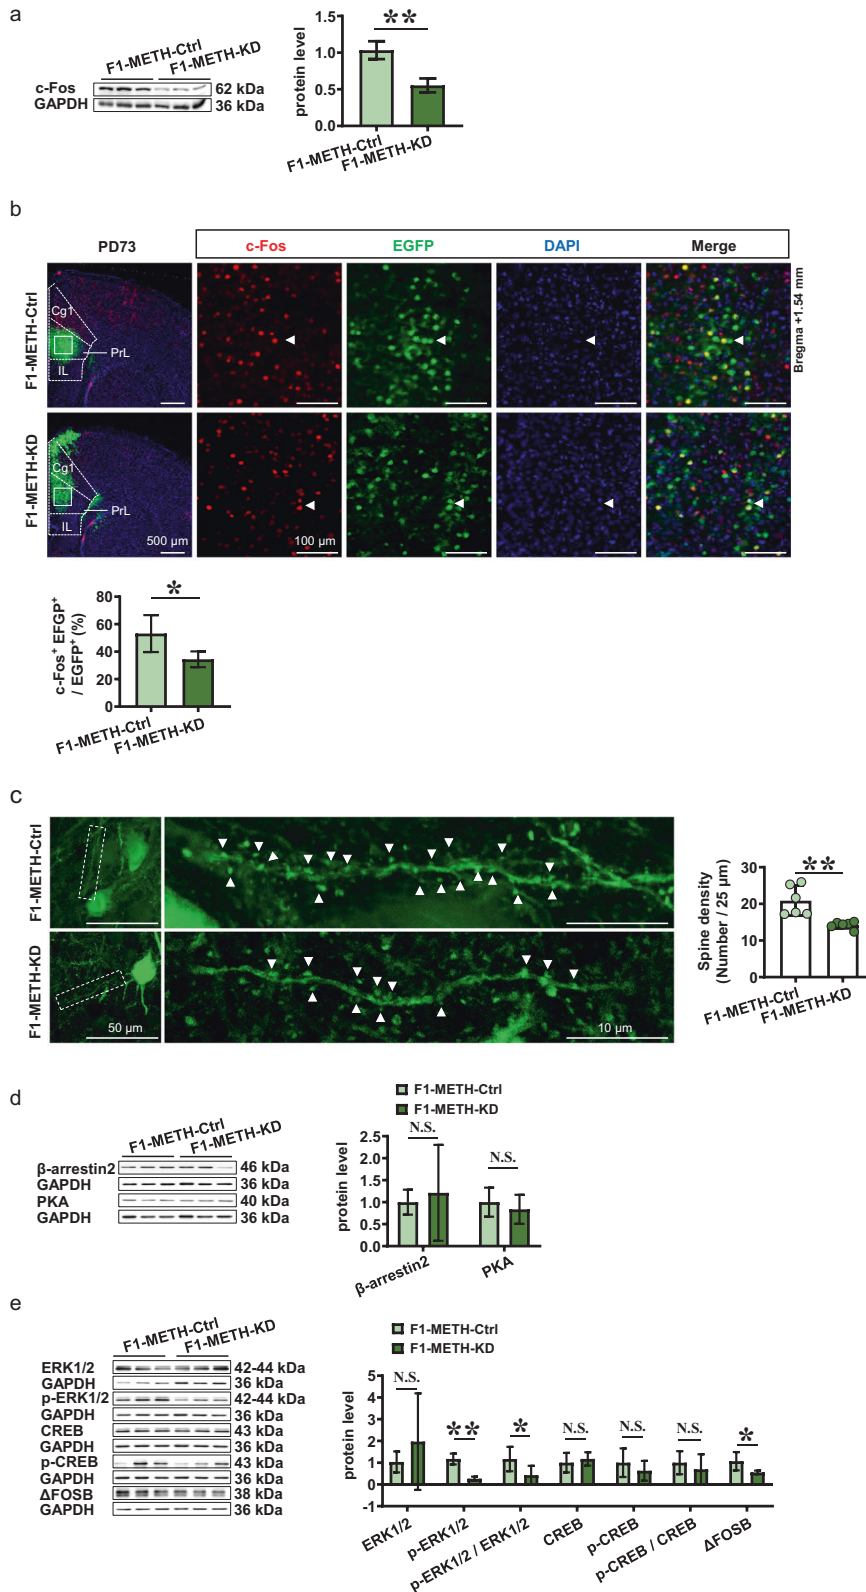 a
F1-METH-Ctrl
F1-METH-KD
c-Fos
62 kDa
GAPDH
36 kDa
protein level
1.5
1.0
0.5
0.0
**
F1-METH-Ctrl
F1-METH-KD
b
PD73
c-Fos
EGFP
DAPI
Merge
F1-METH-Ctrl
Cg1
PrL
IL
Bregma +1.54 mm
F1-METH-KD
Cg1
PrL
IL
500 µm
100 µm
c-Fos⁺ EFGP⁺
/ EGFP⁺ (%)
80
60
40
20
0
*
F1-METH-Ctrl
F1-METH-KD
c
F1-METH-Ctrl
F1-METH-KD
50 µm
10 µm
Spine density
(Number / 25 µm)
30
20
10
0
**
F1-METH-Ctrl
F1-METH-KD
d
F1-METH-Ctrl
F1-METH-KD
β-arrestin2
46 kDa
GAPDH
36 kDa
PKA
40 kDa
GAPDH
36 kDa
F1-METH-Ctrl
F1-METH-KD
protein level
2.5
2.0
1.5
1.0
0.5
0.0
N.S.
N.S.
β-arrestin2
PKA
e
F1-METH-Ctrl
F1-METH-KD
ERK1/2
42-44 kDa
GAPDH
36 kDa
p-ERK1/2
42-44 kDa
GAPDH
36 kDa
CREB
43 kDa
GAPDH
36 kDa
p-CREB
43 kDa
GAPDH
36 kDa
ΔFOSB
38 kDa
GAPDH
36 kDa
F1-METH-Ctrl
F1-METH-KD
protein level
5
4
3
2
1
0
-1
N.S.
**
*
N.S.
N.S.
N.S.
*
ERK1/2
p-ERK1/2
p-ERK1/2 / ERK1/2
CREB
p-CREB
p-CREB / CREB
ΔFOSB